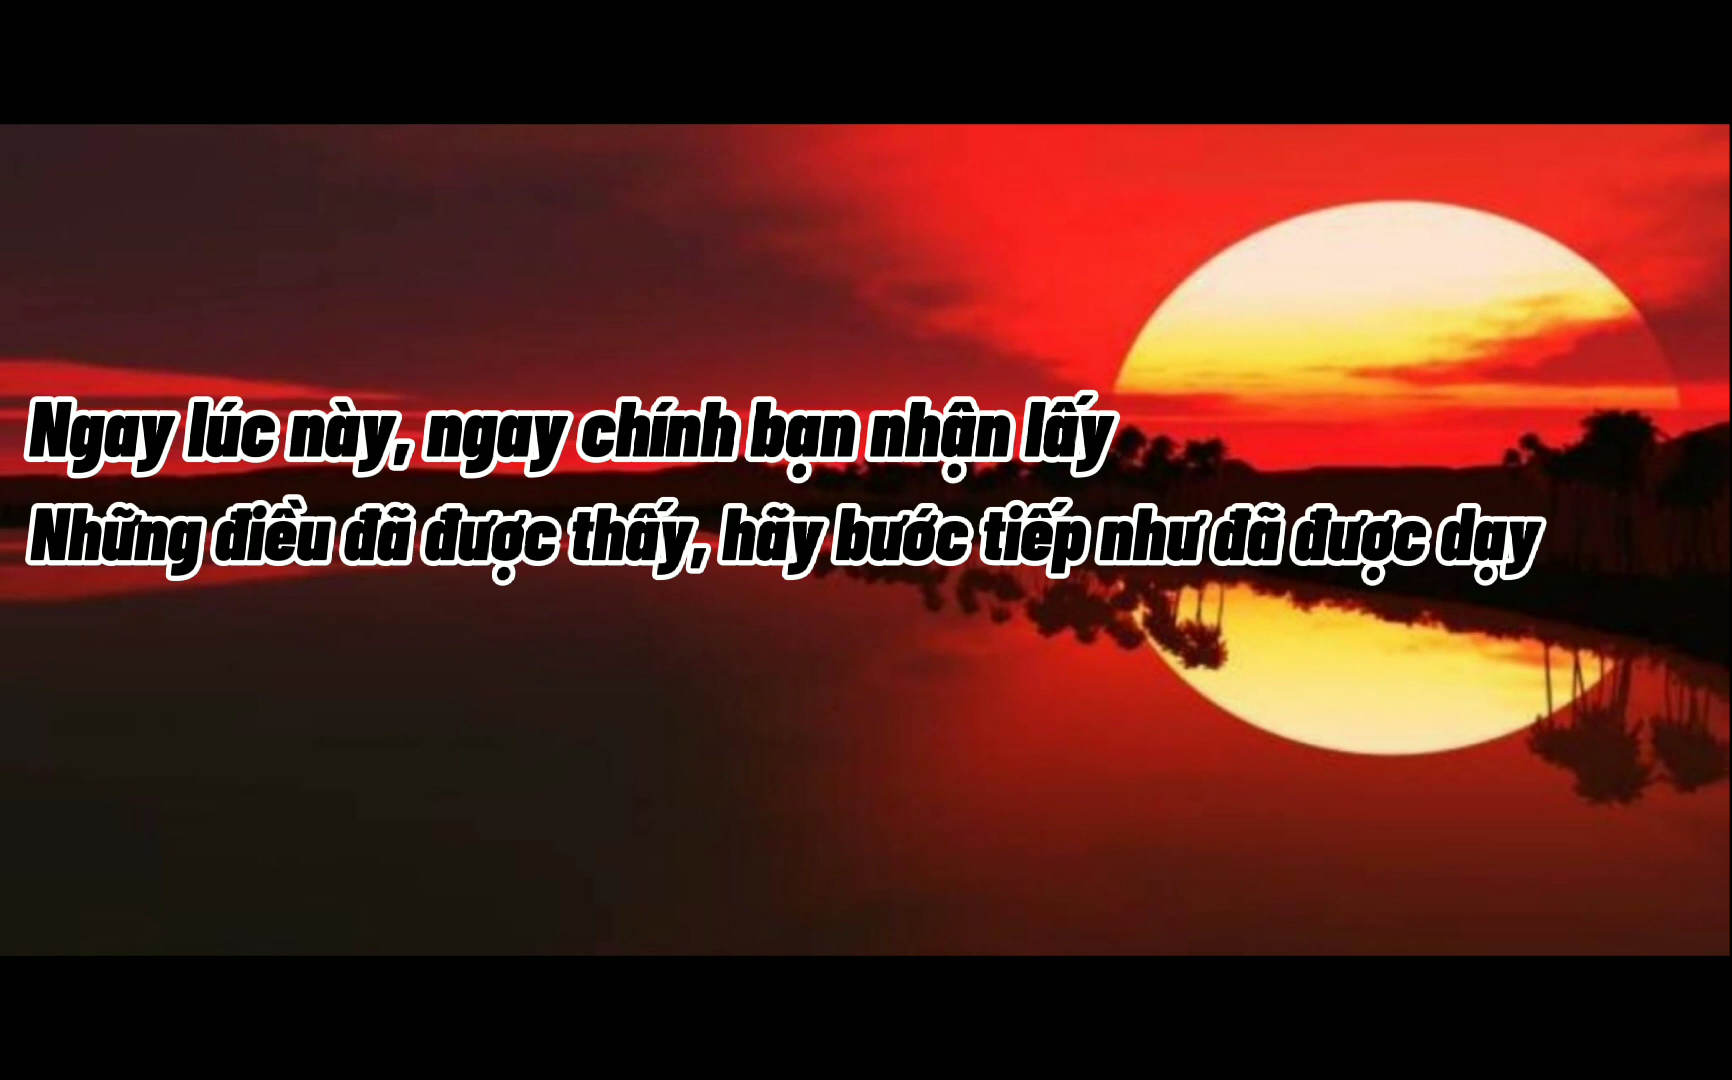 Ngay lúc này, ngay chính bạn nhận lấy
Những điều đã được thấy, hãy bước tiếp như đã được dạy